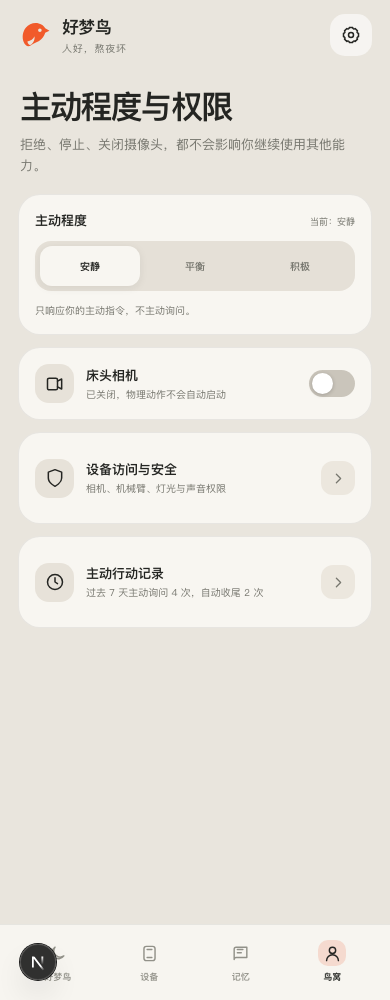 好梦鸟
人好，熬夜坏
主动程度与权限
拒绝、停止、关闭摄像头，都不会影响你继续使用其他能
力。
主动程度
当前：安静
安静
平衡
积极
只响应你的主动指令，不主动询问。
床头相机
已关闭，物理动作不会自动启动
设备访问与安全
相机、机械臂、灯光与声音权限
主动行动记录
过去 7 天主动询问 4 次，自动收尾 2 次
N
好梦鸟
设备
记忆
鸟窝